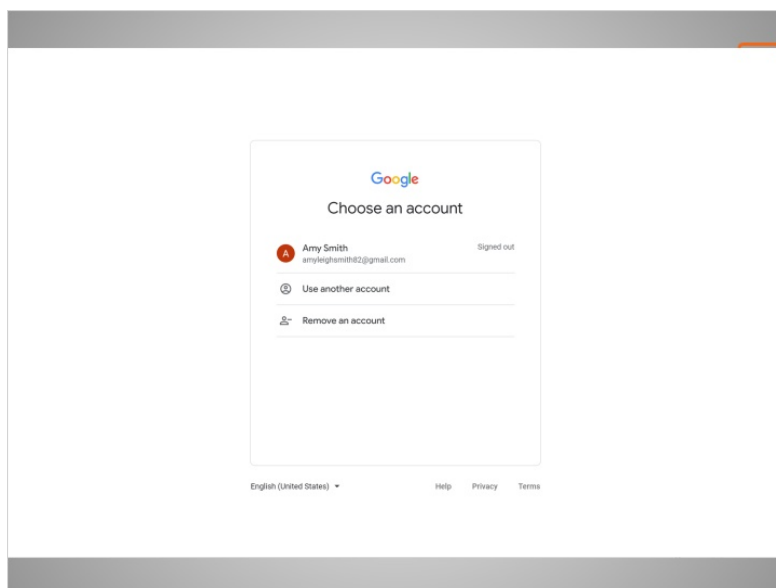 Google
Choose an account
A
Amy Smith
Signed out
amyleighsmith82@gmail.com
Use another account
Remove an account
English (United States)
Help Privacy Terms